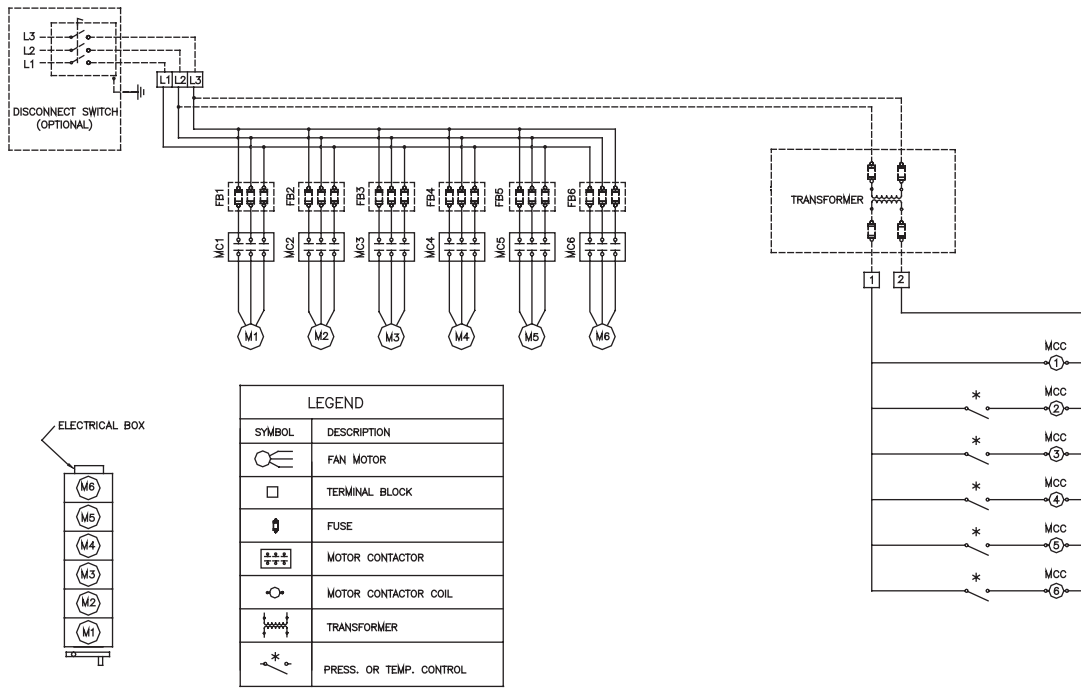 L3
L2
L1
DISCONNECT SWITCH
(OPTIONAL)
L1 L2 L3
FB1 FB2 FB3 FB4 FB5 FB6
MC1 MC2 MC3 MC4 MC5 MC6
M1 M2 M3 M4 M5 M6
TRANSFORMER
1 2
MCC
1
* MCC
2
* MCC
3
* MCC
4
* MCC
5
* MCC
6
ELECTRICAL BOX
M6
M5
M4
M3
M2
M1
LEGEND
SYMBOL DESCRIPTION
FAN MOTOR
TERMINAL BLOCK
FUSE
MOTOR CONTACTOR
MOTOR CONTACTOR COIL
TRANSFORMER
* PRESS. OR TEMP. CONTROL